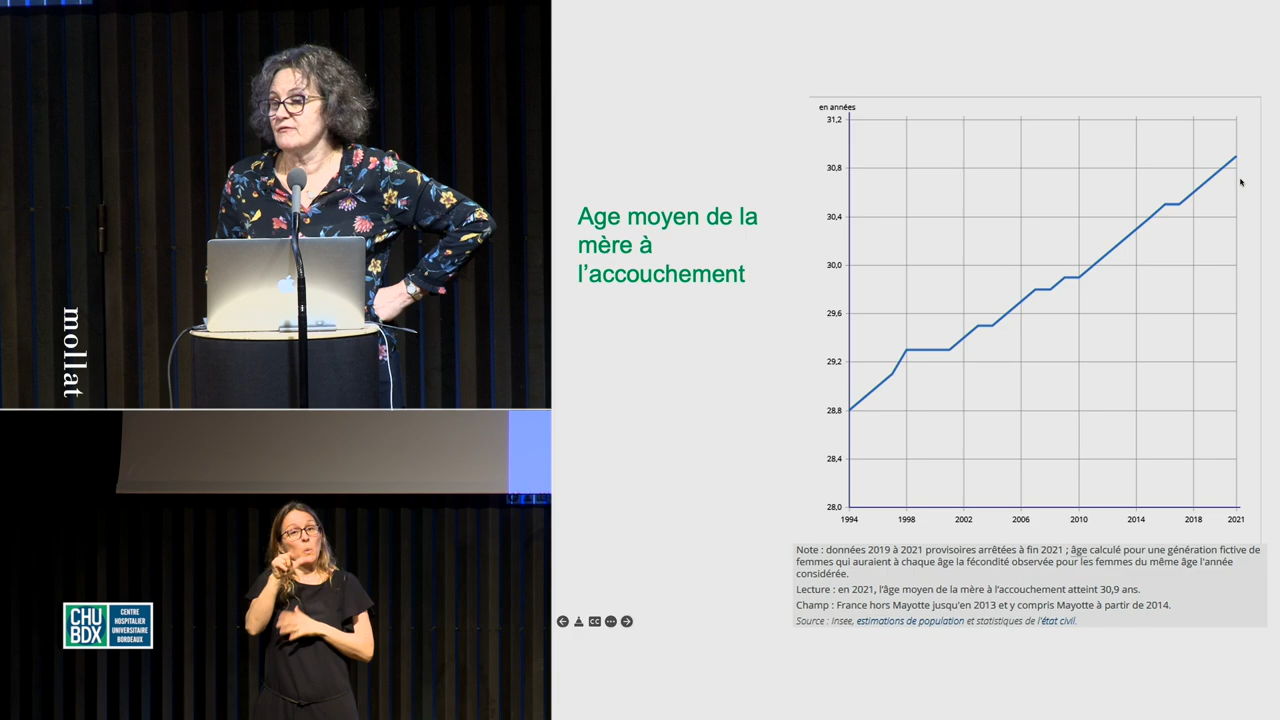 mollat
CHU
BDX
CENTRE
HOSPITALIER
UNIVERSITAIRE
BORDEAUX
Age moyen de la
mère à
l'accouchement
en années
31,2
30,8
30,4
30,0
29,6
29,2
28,8
28,4
28,0
1994 1998 2002 2006 2010 2014 2018 2021
Note : données 2019 à 2021 provisoires arrêtées à fin 2021 ; âge calculé pour une génération fictive de
femmes qui auraient à chaque âge la fécondité observée pour les femmes du même âge l'année
considérée.
Lecture : en 2021, l'âge moyen de la mère à l'accouchement atteint 30,9 ans.
Champ : France hors Mayotte jusqu'en 2013 et y compris Mayotte à partir de 2014.
Source : Insee, estimations de population et statistiques de l'état civil.
CC